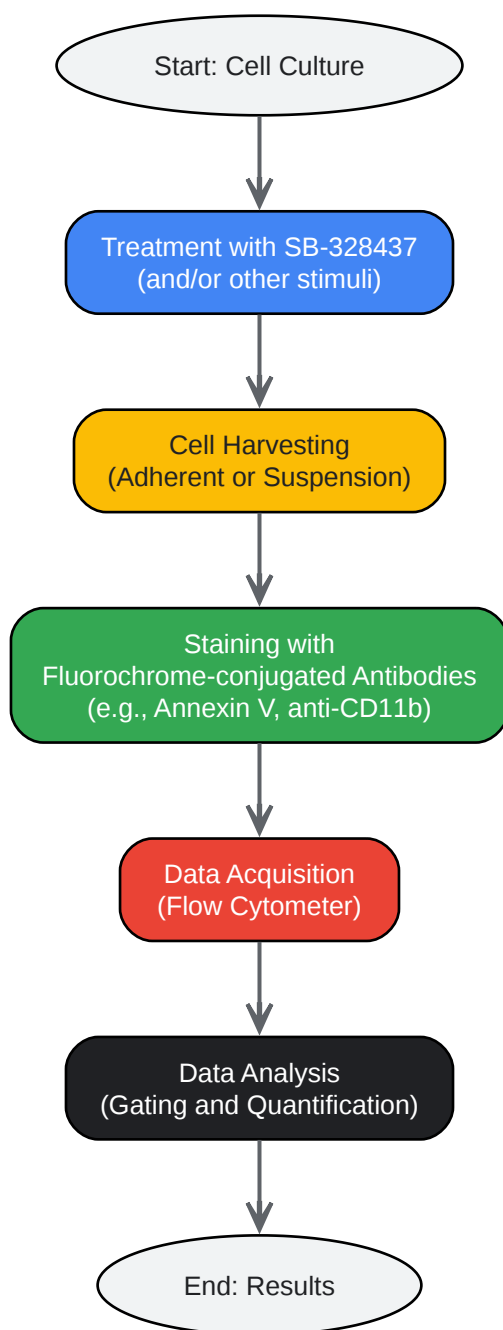 Start: Cell Culture
Treatment with SB-328437
(and/or other stimuli)
Cell Harvesting
(Adherent or Suspension)
Staining with
Fluorochrome-conjugated Antibodies
(e.g., Annexin V, anti-CD11b)
Data Acquisition
(Flow Cytometer)
Data Analysis
(Gating and Quantification)
End: Results